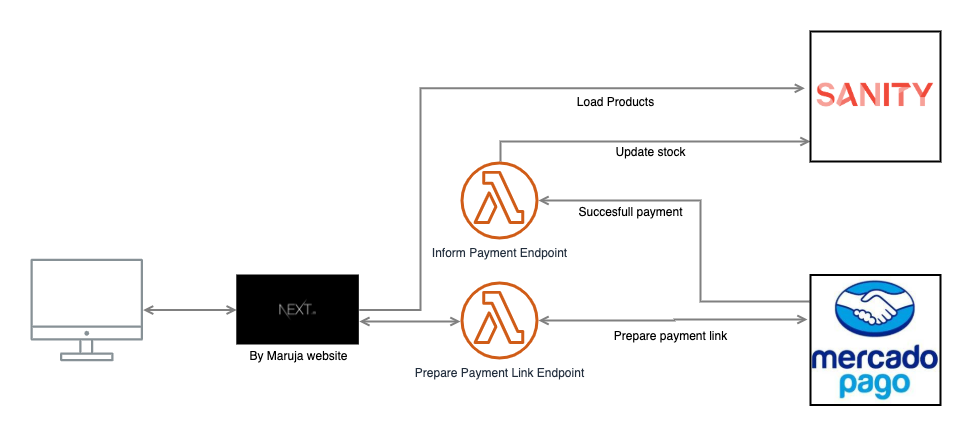 SANITY
Load Products
Update stock
Succesfull payment
Inform Payment Endpoint
NEXT.JS
By Maruja website
Prepare payment link
Prepare Payment Link Endpoint
mercado
pago